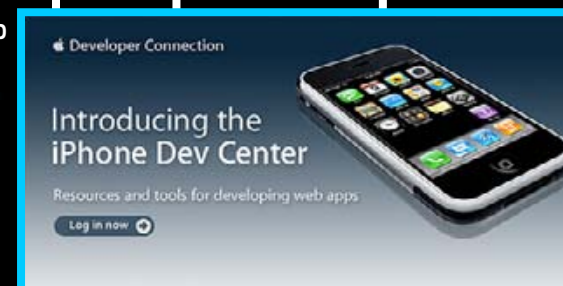 Developer Connection
Introducing the
iPhone Dev Center
Resources and tools for developing web apps
Log in now